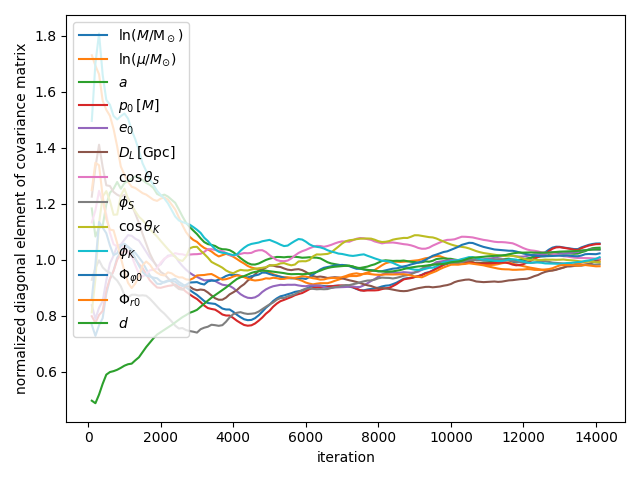 normalized diagonal element of covariance matrix
1.8
1.6
1.4
1.2
1.0
0.8
0.6
ln(M/M⊙)
ln(μ/M⊙)
a
p₀ [M]
e₀
D_L [Gpc]
cos θ_S
ϕ_S
cos θ_K
ϕ_K
Φ_φ0
Φ_r0
d
0 2000 4000 6000 8000 10000 12000 14000
iteration